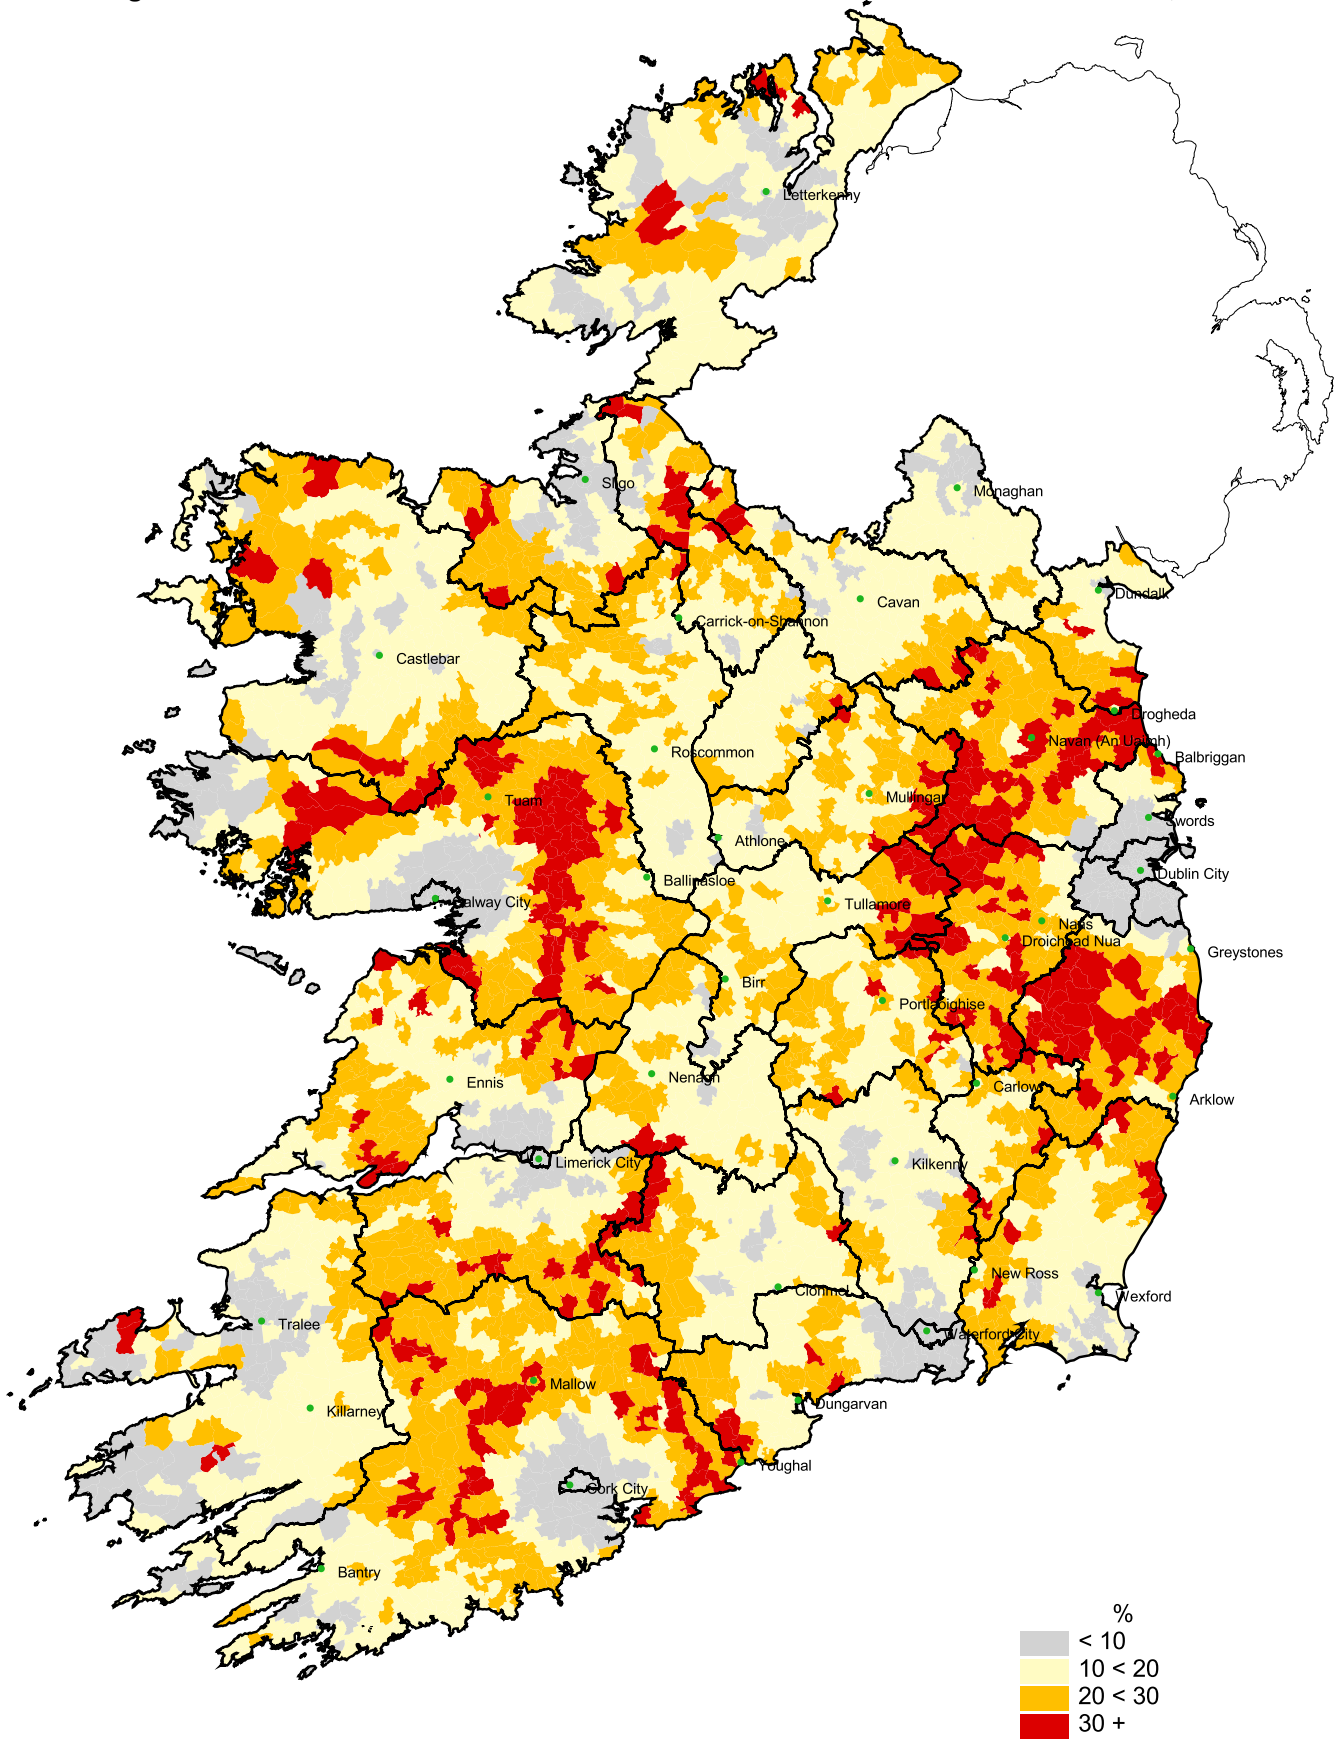 Letterkenny
Sligo
Monaghan
Dundalk
Cavan
Carrick-on-Shannon
Castlebar
Drogheda
Navan (An Uaimh)
Roscommon
Balbriggan
Mullingar
Tuam
Swords
Athlone
Dublin City
Ballinasloe
Galway City
Tullamore
Naas
Droichead Nua
Greystones
Birr
Portlaoighise
Nenagh
Ennis
Carlow
Arklow
Limerick City
Kilkenny
New Ross
Clonmel
Wexford
Tralee
Waterford City
Mallow
Dungarvan
Killarney
Youghal
Cork City
Bantry
%
< 10
10 < 20
20 < 30
30 +